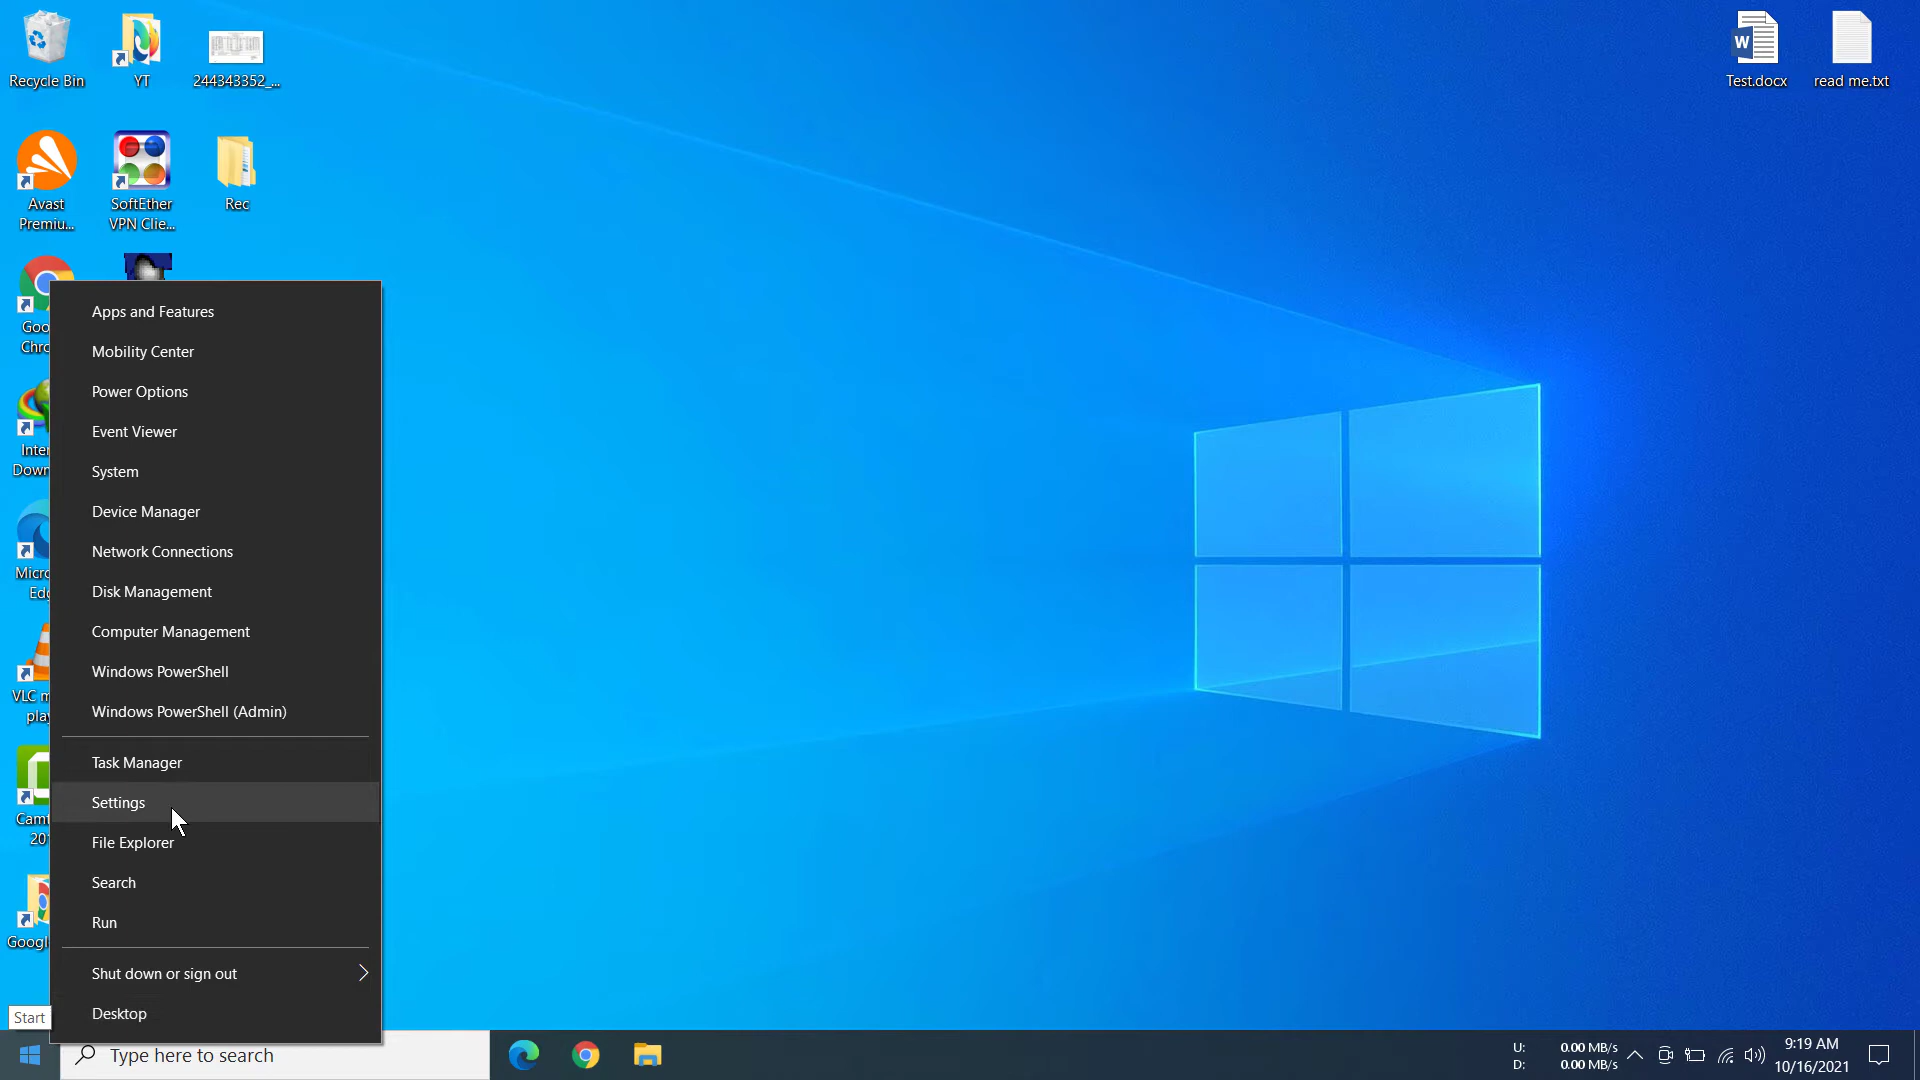 Recycle Bin
YT
244343352_...
Test.docx
read me.txt
Avast
Premiu...
SoftEther
VPN Clie...
Rec
Goo
Chro
Inter
Down
Micro
Edg
VLC m
play
Camt
20
Googl
Apps and Features
Mobility Center
Power Options
Event Viewer
System
Device Manager
Network Connections
Disk Management
Computer Management
Windows PowerShell
Windows PowerShell (Admin)
Task Manager
Settings
File Explorer
Search
Run
Shut down or sign out
Desktop
Start
Type here to search
U: 0.00 MB/s
D: 0.00 MB/s
9:19 AM
10/16/2021